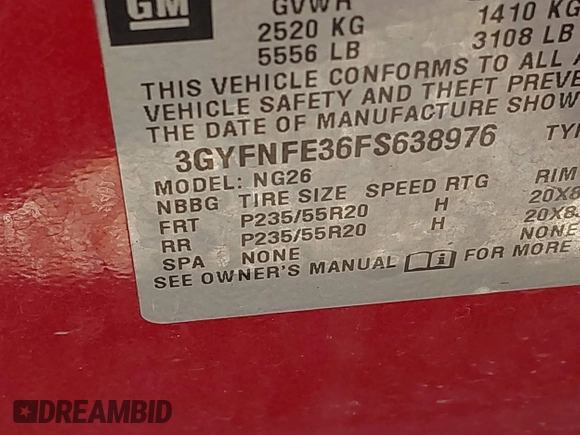 GM
GVWR
2520 KG 1410 KG
5556 LB 3108 LB
THIS VEHICLE CONFORMS TO ALL A
VEHICLE SAFETY AND THEFT PREVE
THE DATE OF MANUFACTURE SHOW
3GYFNFE36FS638976 TYP
MODEL: NG26
NBBG TIRE SIZE SPEED RTG RIM
FRT P235/55R20 H 20X8
RR P235/55R20 H 20X8
SPA NONE NONE
SEE OWNER'S MANUAL i FOR MORE
DREAMBID